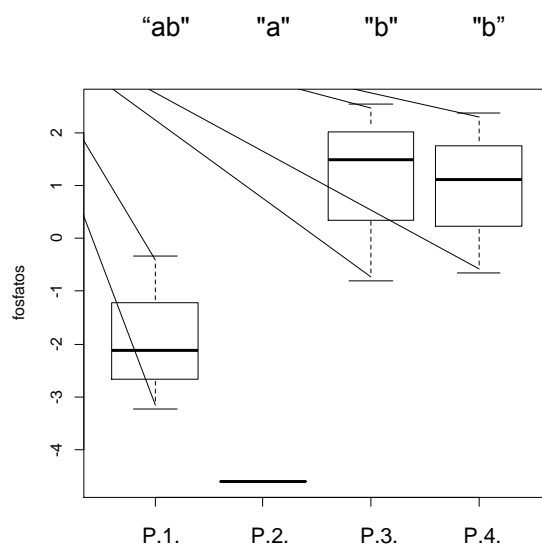 “ab" "a" "b" "b”
2
1
0
-1
-2
-3
-4
fosfatos
P.1. P.2. P.3. P.4.